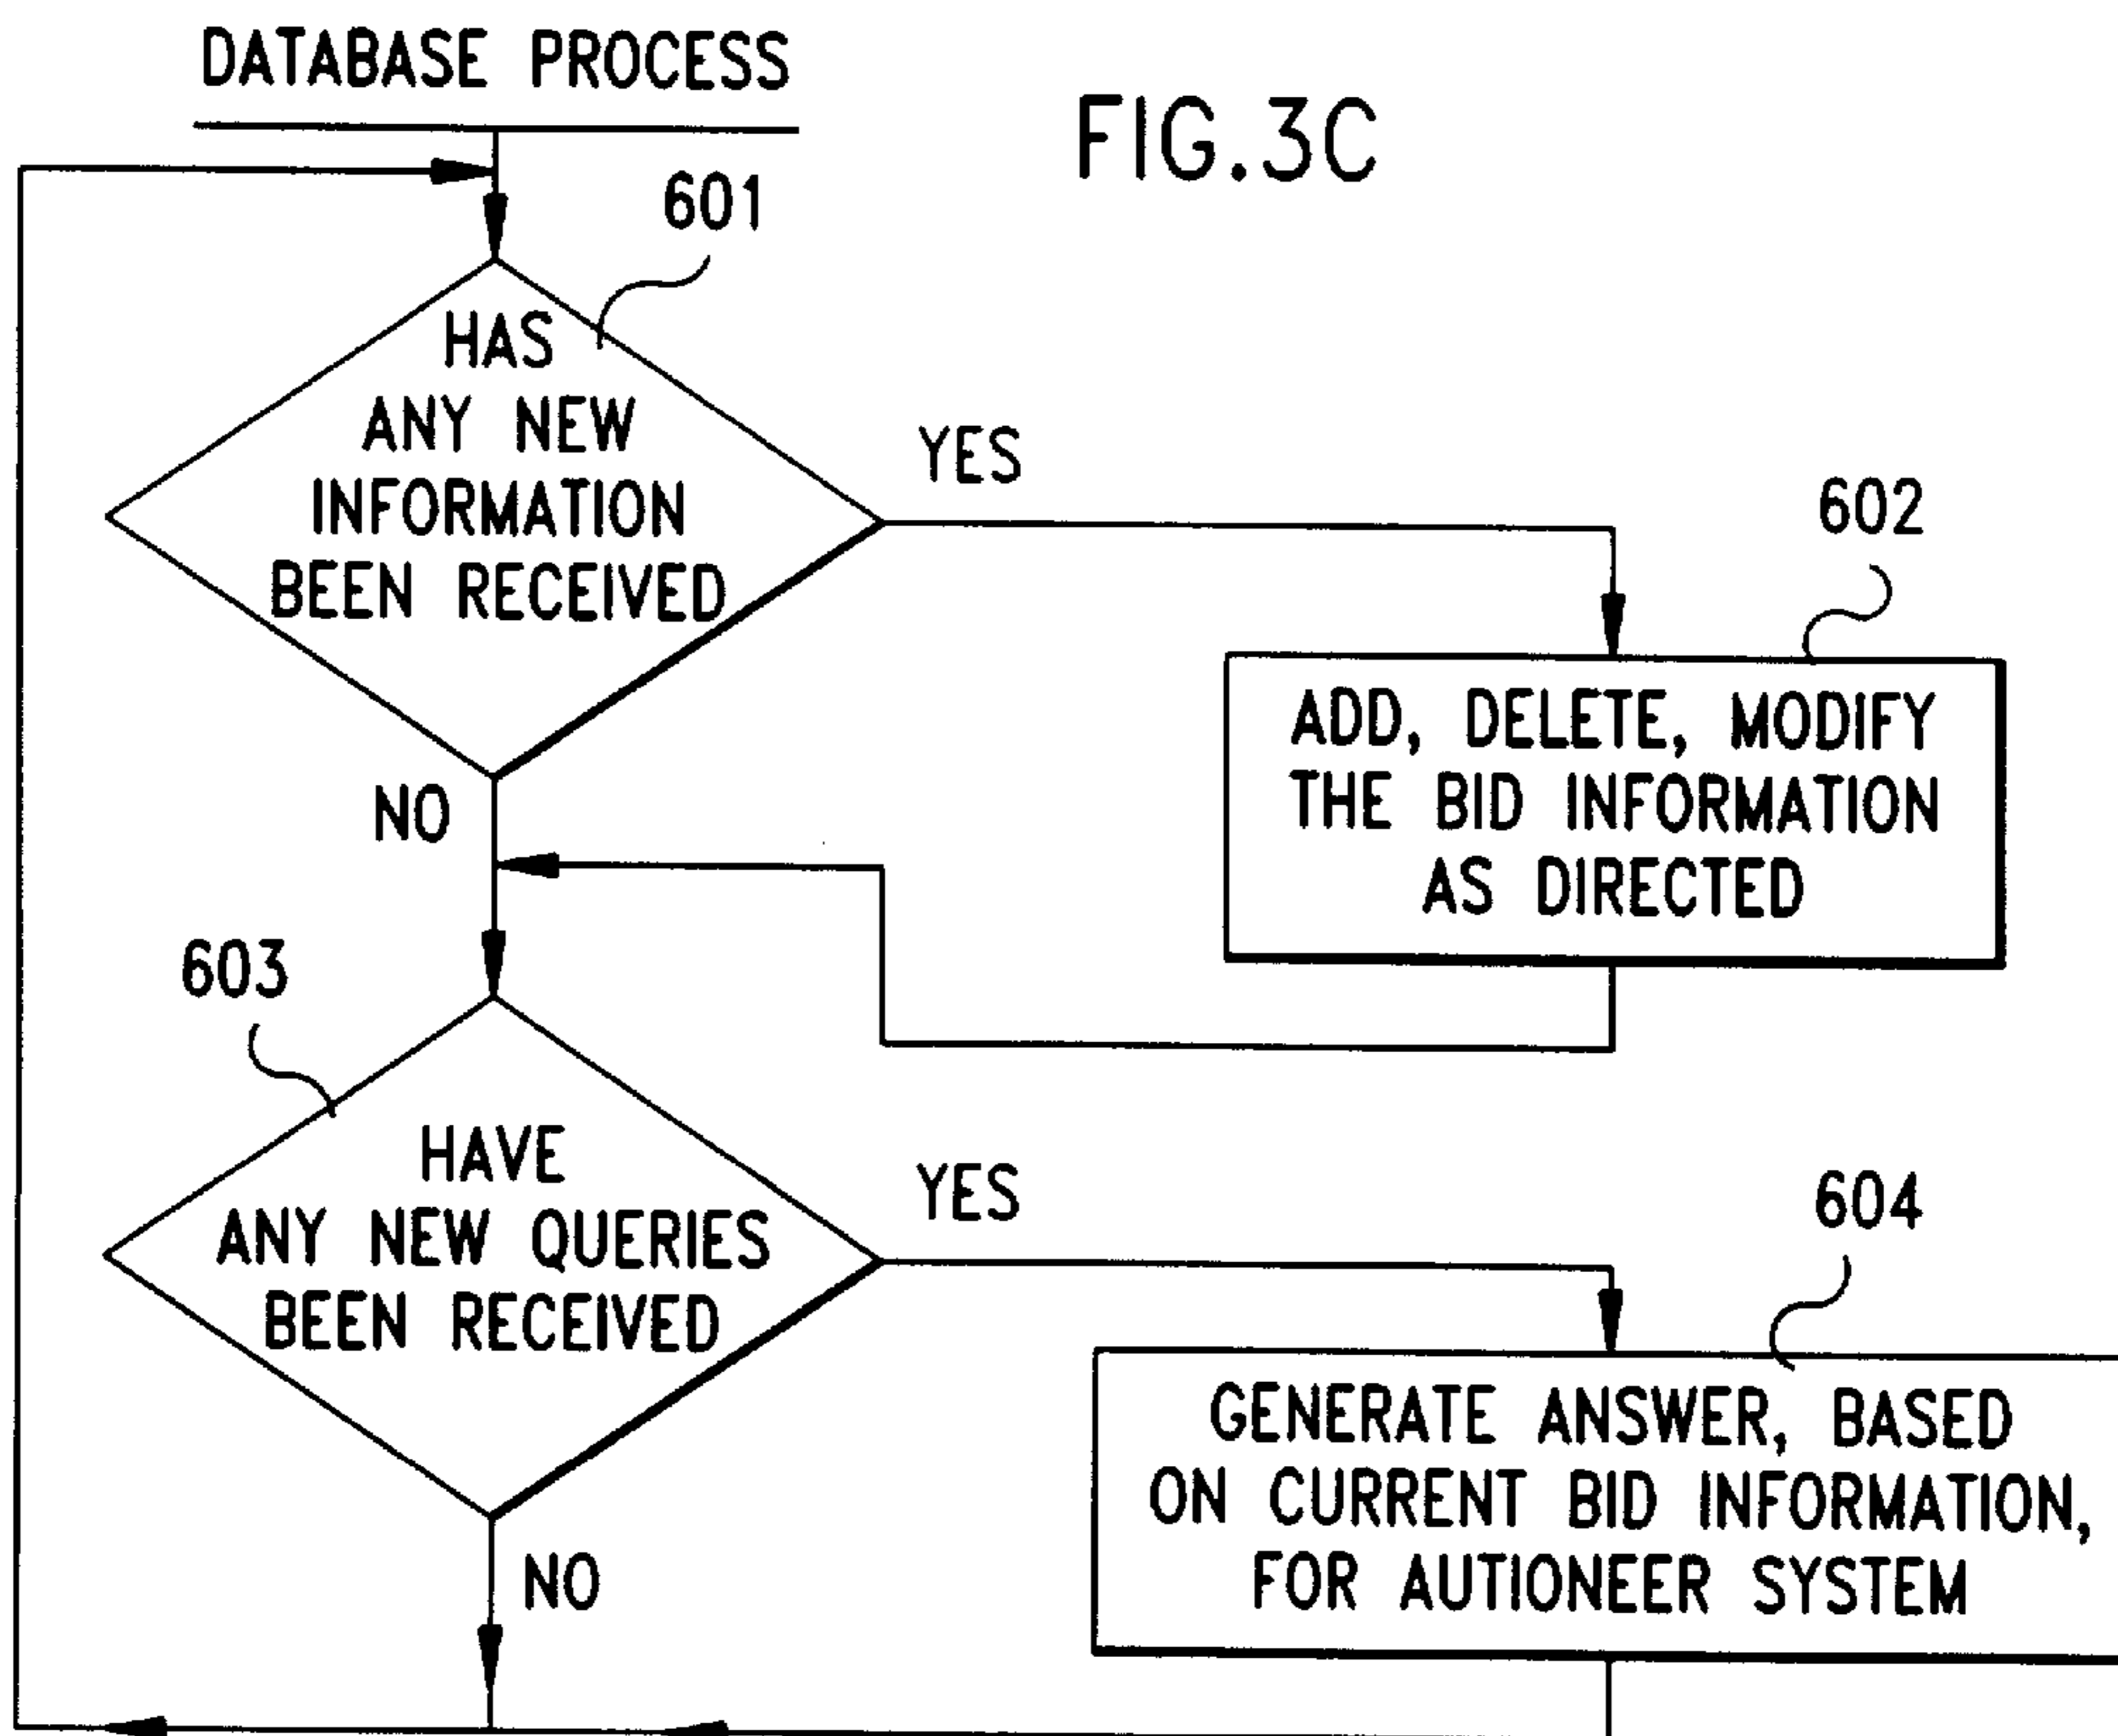 DATABASE PROCESS
FIG.3C
601
HAS
ANY NEW
INFORMATION
BEEN RECEIVED
YES
602
ADD, DELETE, MODIFY
THE BID INFORMATION
AS DIRECTED
NO
603
HAVE
ANY NEW QUERIES
BEEN RECEIVED
YES
604
GENERATE ANSWER, BASED
ON CURRENT BID INFORMATION,
FOR AUTIONEER SYSTEM
NO